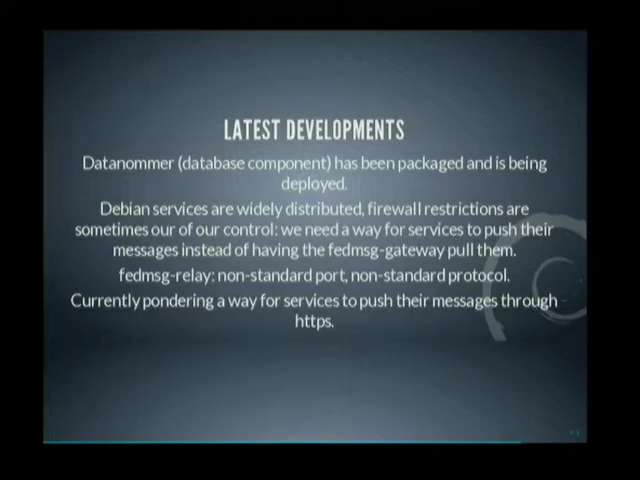 LATEST DEVELOPMENTS
Datanommer (database component) has been packaged and is being
deployed.
Debian services are widely distributed, firewall restrictions are
sometimes our of our control: we need a way for services to push their
messages instead of having the fedmsg-gateway pull them.
fedmsg-relay: non-standard port, non-standard protocol.
Currently pondering a way for services to push their messages through
https.